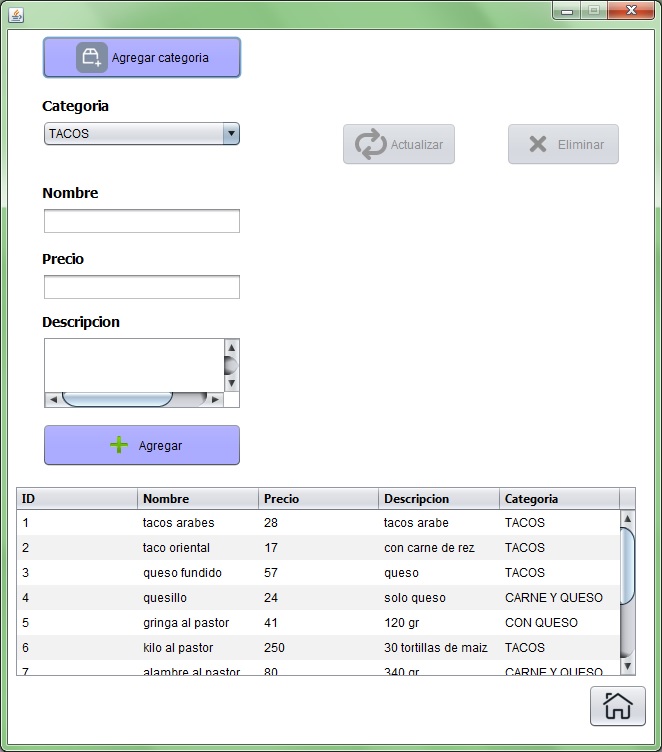 Agregar categoria
Categoria
TACOS
Actualizar
Eliminar
Nombre
Precio
Descripcion
Agregar
ID Nombre Precio Descripcion Categoria
1 tacos arabes 28 tacos arabe TACOS
2 taco oriental 17 con carne de rez TACOS
3 queso fundido 57 queso TACOS
4 quesillo 24 solo queso CARNE Y QUESO
5 gringa al pastor 41 120 gr CON QUESO
6 kilo al pastor 250 30 tortillas de maiz TACOS
7 alambre al pastor 80 340 gr CARNE Y QUESO